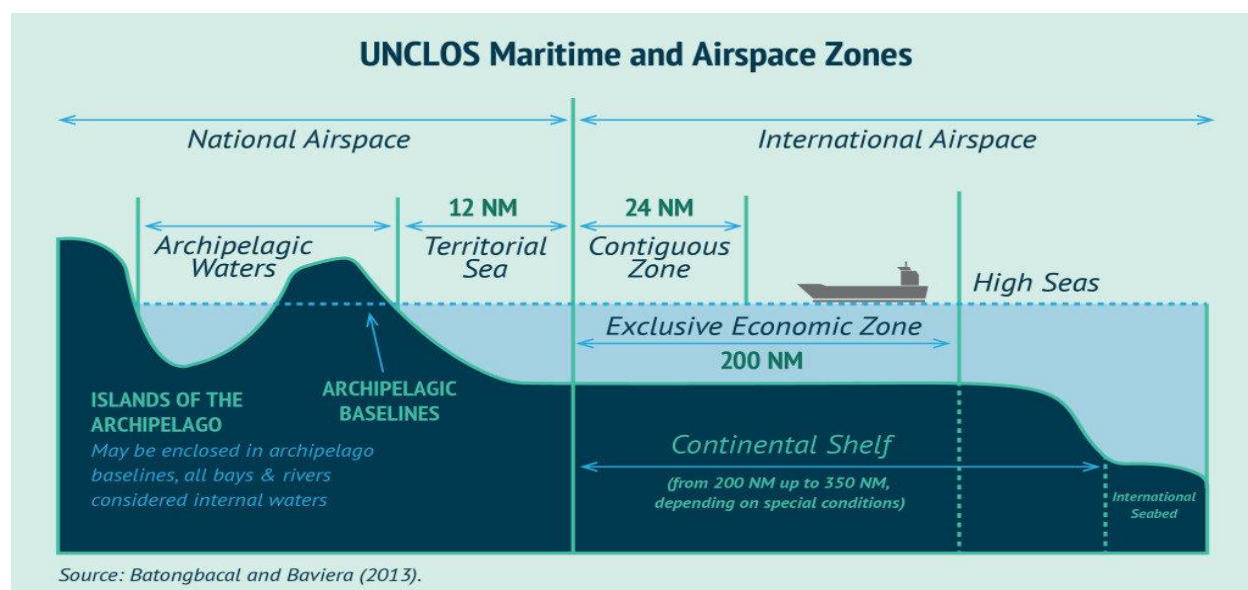 UNCLOS Maritime and Airspace Zones
National Airspace
International Airspace
12 NM
24 NM
Archipelagic
Waters
Territorial
Sea
Contiguous
Zone
High Seas
Exclusive Economic Zone
200 NM
ARCHIPELAGIC
BASELINES
ISLANDS OF THE
ARCHIPELAGO
May be enclosed in archipelago
baselines, all bays & rivers
considered internal waters
Continental Shelf
(from 200 NM up to 350 NM,
depending on special conditions)
International
Seabed
Source: Batongbacal and Baviera (2013).